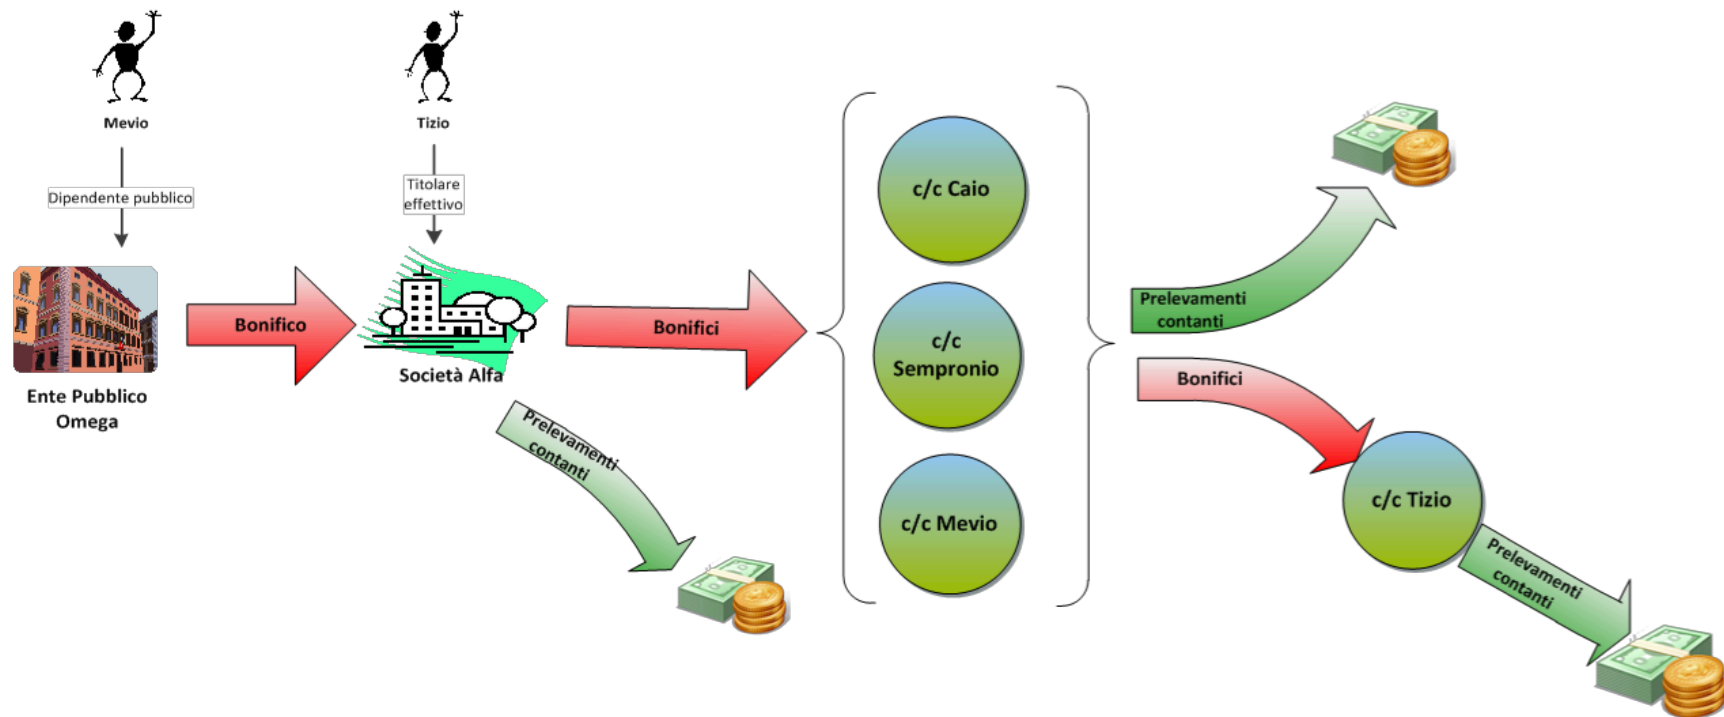 Mevio
Tizio
Dipendente pubblico
Titolare
effettivo
Ente Pubblico
Omega
Bonifico
Società Alfa
Prelevamenti
contanti
Bonifici
c/c Caio
c/c
Sempronio
c/c Mevio
Prelevamenti
contanti
Bonifici
c/c Tizio
Prelevamenti
contanti